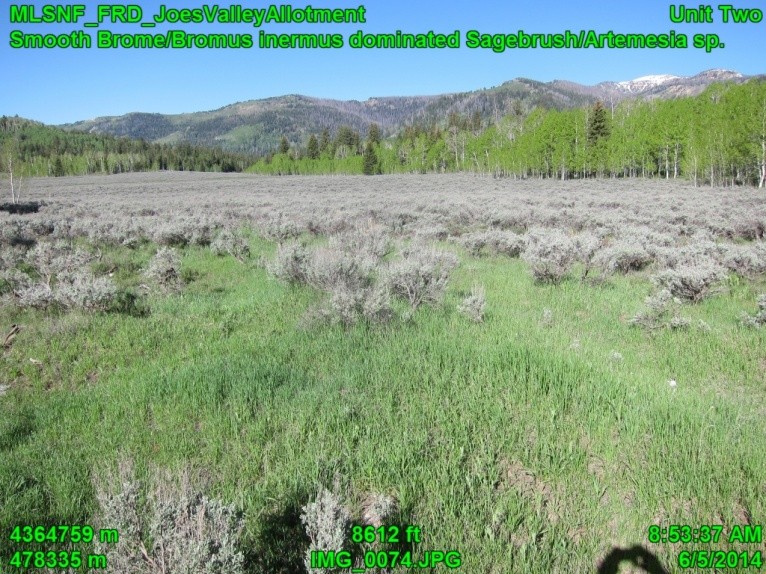 MLSNF_FRD_JoesValleyAllotment Unit Two
Smooth Brome/Bromus inermus dominated Sagebrush/Artemesia sp.
4364759 m 8612 ft 8:53:37 AM
478335 m IMG_0074.JPG 6/5/2014